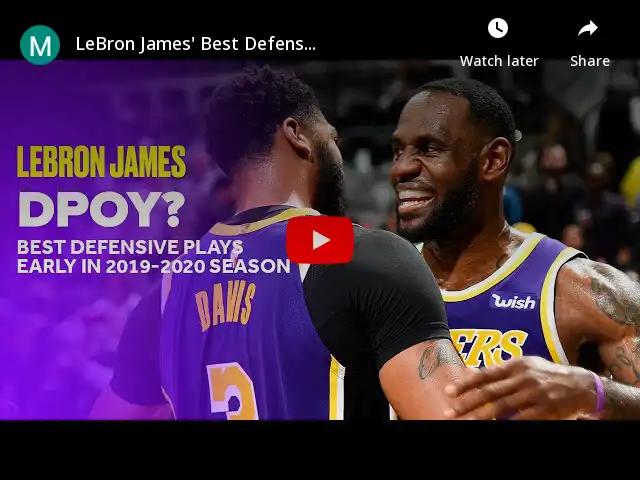 M
LeBron James' Best Defens...
Watch later
Share
LEBRON JAMES
DPOY?
BEST DEFENSIVE PLAYS
EARLY IN 2019-2020 SEASON
DAVIS
3
wish
ERS